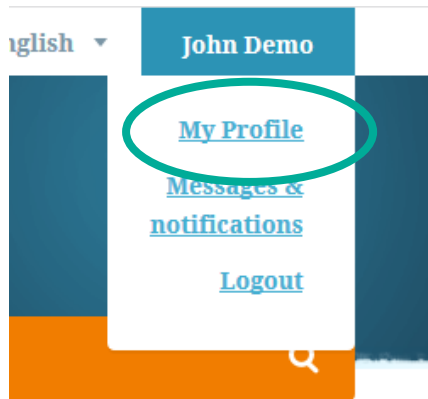 nglish
John Demo
My Profile
Messages &
notifications
Logout